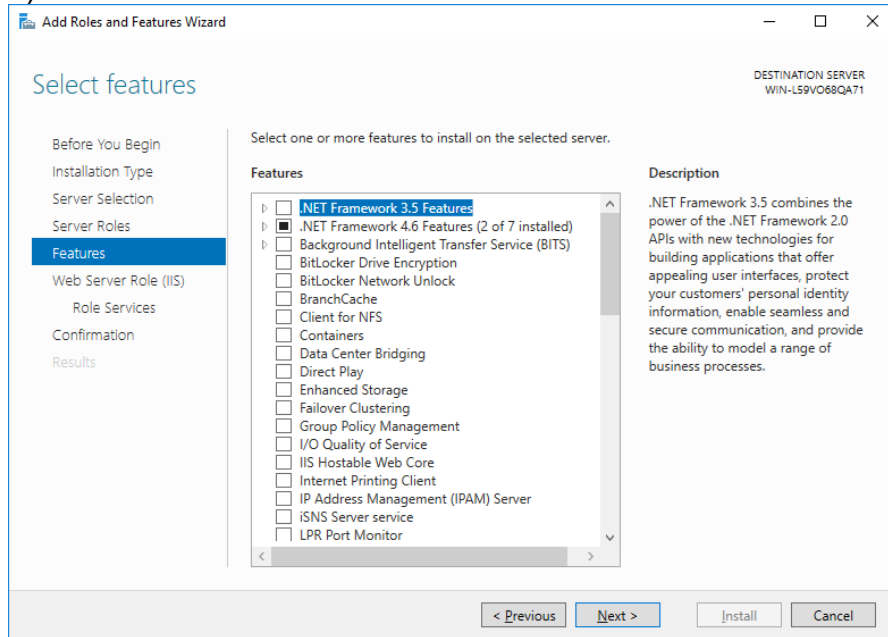 Add Roles and Features Wizard
Select features
DESTINATION SERVER
WIN-L59VO68QA71
Before You Begin
Installation Type
Server Selection
Server Roles
Features
Web Server Role (IIS)
Role Services
Confirmation
Results
Select one or more features to install on the selected server.
Features
.NET Framework 3.5 Features
.NET Framework 4.6 Features (2 of 7 installed)
Background Intelligent Transfer Service (BITS)
BitLocker Drive Encryption
BitLocker Network Unlock
BranchCache
Client for NFS
Containers
Data Center Bridging
Direct Play
Enhanced Storage
Failover Clustering
Group Policy Management
I/O Quality of Service
IIS Hostable Web Core
Internet Printing Client
IP Address Management (IPAM) Server
iSNS Server service
LPR Port Monitor
Description
.NET Framework 3.5 combines the
power of the .NET Framework 2.0
APIs with new technologies for
building applications that offer
appealing user interfaces, protect
your customers' personal identity
information, enable seamless and
secure communication, and provide
the ability to model a range of
business processes.
< Previous
Next >
Install
Cancel